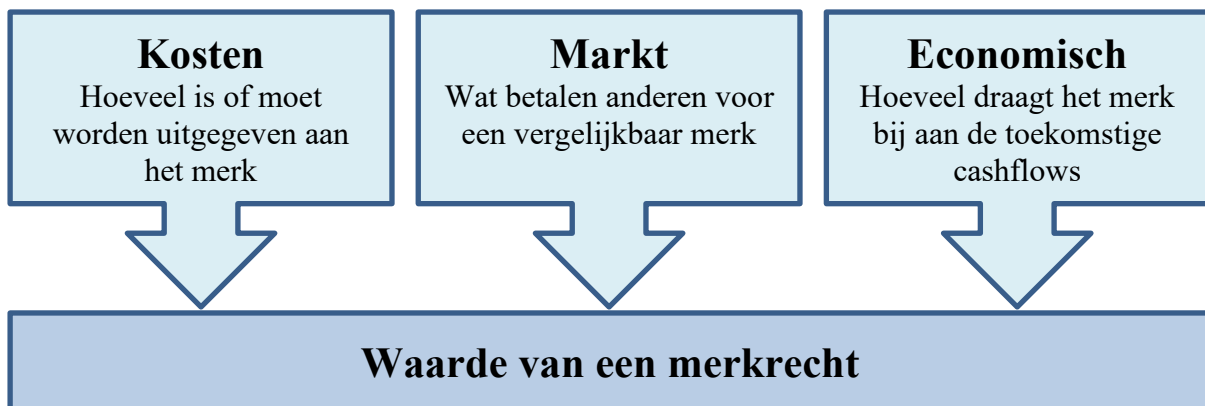 Kosten
Hoeveel is of moet
worden uitgegeven aan
het merk
Markt
Wat betalen anderen voor
een vergelijkbaar merk
Economisch
Hoeveel draagt het merk
bij aan de toekomstige
cashflows
Waarde van een merkrecht